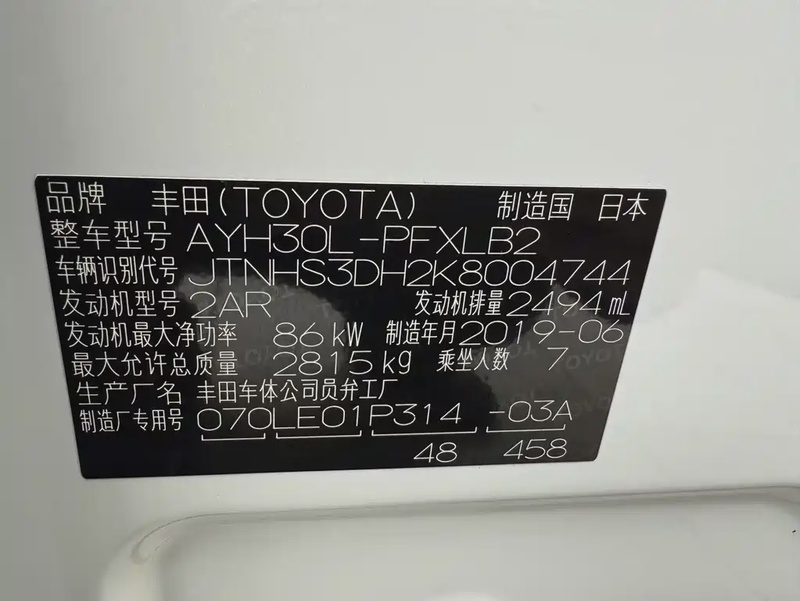 品牌 丰田(TOYOTA) 制造国 日本
整车型号 AYH30L-PFXLB2
车辆识别代号 JTNHS3DH2K8004744
发动机型号 2AR 发动机排量 2494 mL
发动机最大净功率 86 kW 制造年月 2019-06
最大允许总质量 2815 kg 乘坐人数 7
生产厂名 丰田车体公司员弁工厂
制造厂专用号 070LE01P314 -03A
48 458